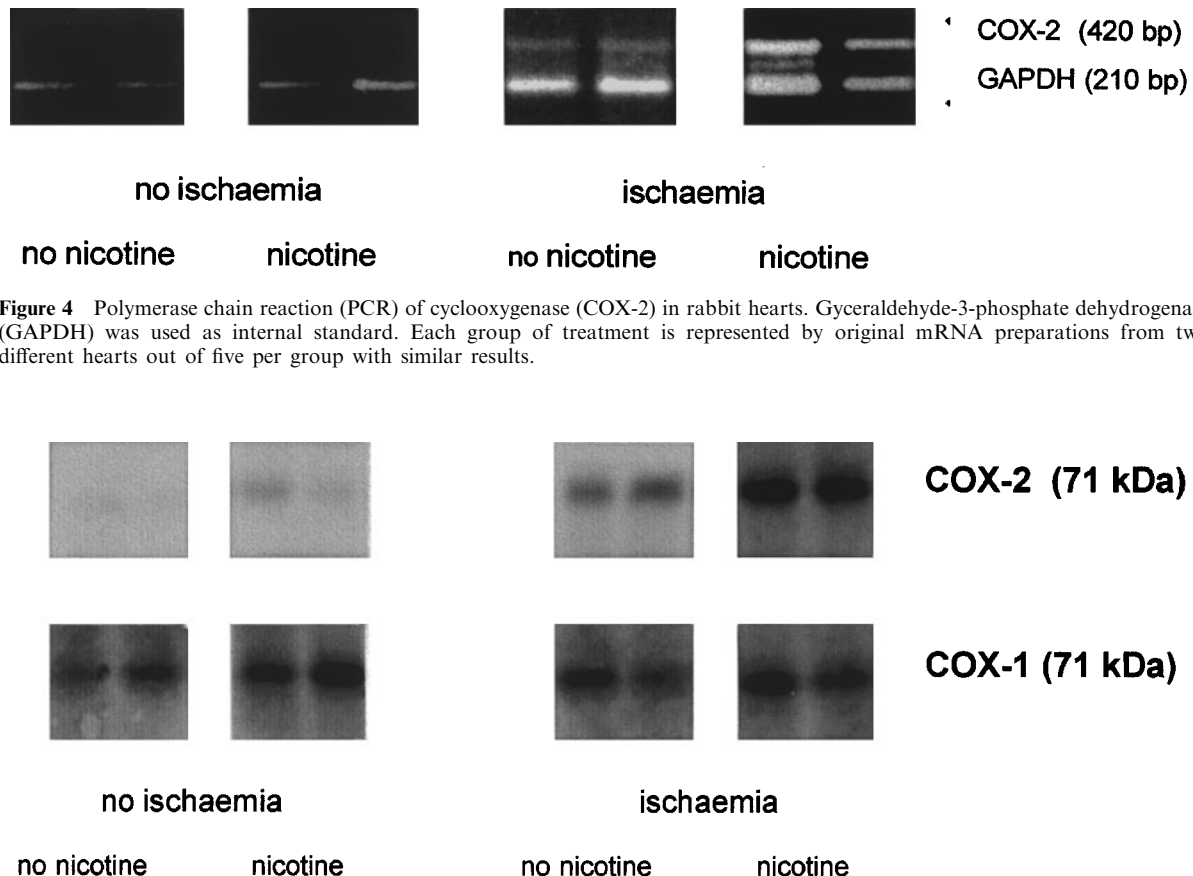 COX-2 (420 bp)
GAPDH (210 bp)
no ischaemia
ischaemia
no nicotine
nicotine
no nicotine
nicotine
Figure 4 Polymerase chain reaction (PCR) of cyclooxygenase (COX-2) in rabbit hearts. Gyceraldehyde-3-phosphate dehydrogena
(GAPDH) was used as internal standard. Each group of treatment is represented by original mRNA preparations from tw
different hearts out of five per group with similar results.
COX-2 (71 kDa)
COX-1 (71 kDa)
no ischaemia
ischaemia
no nicotine
nicotine
no nicotine
nicotine